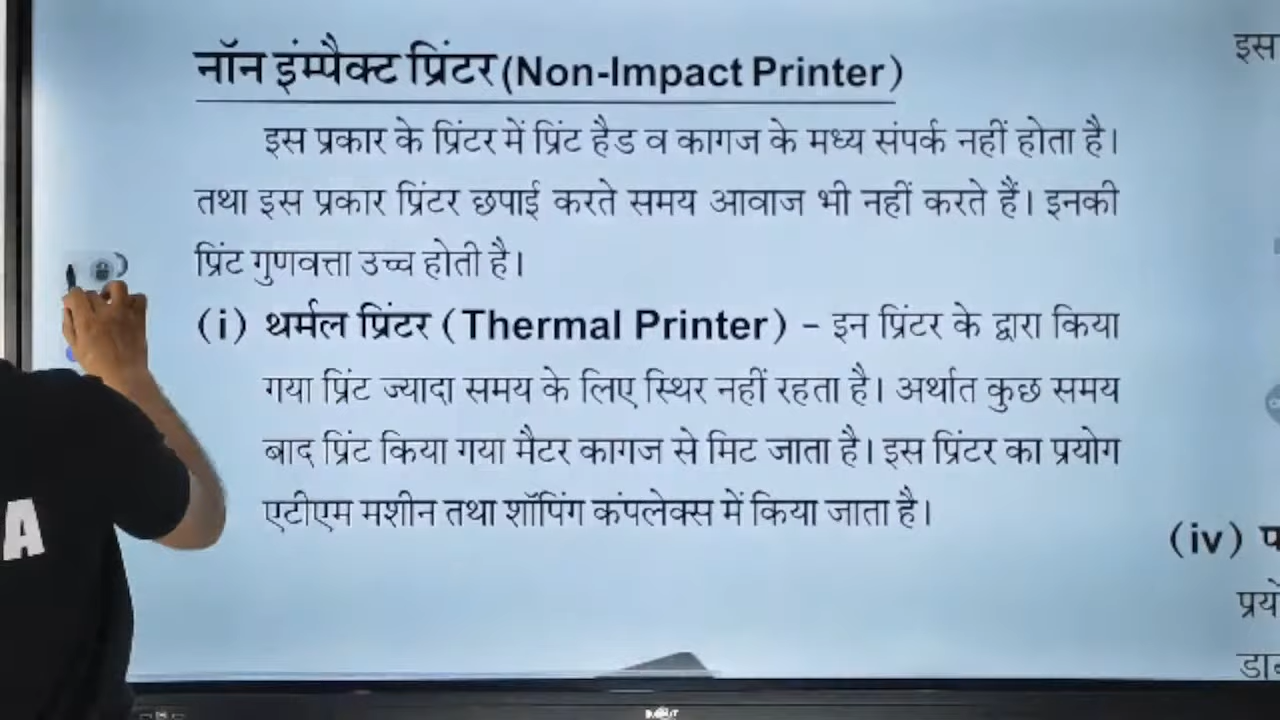 नॉन इंम्पैक्ट प्रिंटर (Non-Impact Printer)
इस प्रकार के प्रिंटर में प्रिंट हैड व कागज के मध्य संपर्क नहीं होता है।
तथा इस प्रकार प्रिंटर छपाई करते समय आवाज भी नहीं करते हैं। इनकी
प्रिंट गुणवत्ता उच्च होती है।
(i) थर्मल प्रिंटर (Thermal Printer) – इन प्रिंटर के द्वारा किया
गया प्रिंट ज्यादा समय के लिए स्थिर नहीं रहता है। अर्थात कुछ समय
बाद प्रिंट किया गया मैटर कागज से मिट जाता है। इस प्रिंटर का प्रयोग
एटीएम मशीन तथा शॉपिंग कंपलेक्स में किया जाता है।
इस
(iv)
A